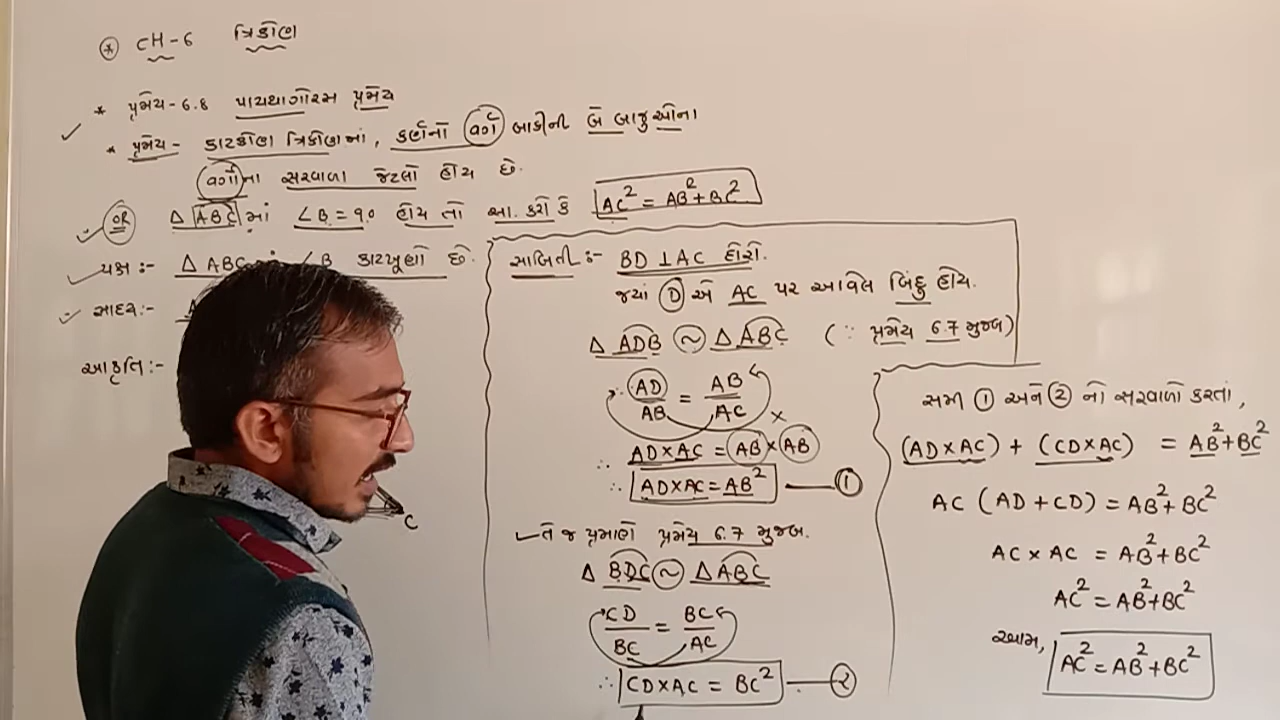 * CH-6 ત્રિકોણ
* પ્રમેય-6.8 પાયથાગોરસ પ્રમેય
* પ્રમેય- કાટકોણ ત્રિકોણમાં, કર્ણનો વર્ગ બાકીની બે બાજુઓના
વર્ગોના સરવાળા જેટલો હોય છે.
OR Δ ABC માં ∠B = 90 હોય તો સા. કરો કે AC² = AB² + BC²
પક્ષ :- Δ ABC ∠B કાટખૂણો છે.
સાધ્ય:-
આકૃતિ:-
C
સાબિતી:- BD ⊥ AC દોરો.
જ્યાં D એ AC પર આવેલ બિંદુ હોય.
Δ ADB ~ Δ ABC (∵ પ્રમેય 6.7 મુજબ)
AD/AB = AB/AC
∴ AD×AC = AB×AB
∴ AD×AC = AB² —①
તે જ પ્રમાણે પ્રમેય 6.7 મુજબ.
Δ BDC ~ Δ ABC
CD/BC = BC/AC
∴ CD×AC = BC² —②
સમી ① અને ② નો સરવાળો કરતાં,
(AD×AC) + (CD×AC) = AB²+BC²
AC (AD+CD) = AB²+BC²
AC × AC = AB²+BC²
AC² = AB²+BC²
આમ, AC² = AB²+BC²